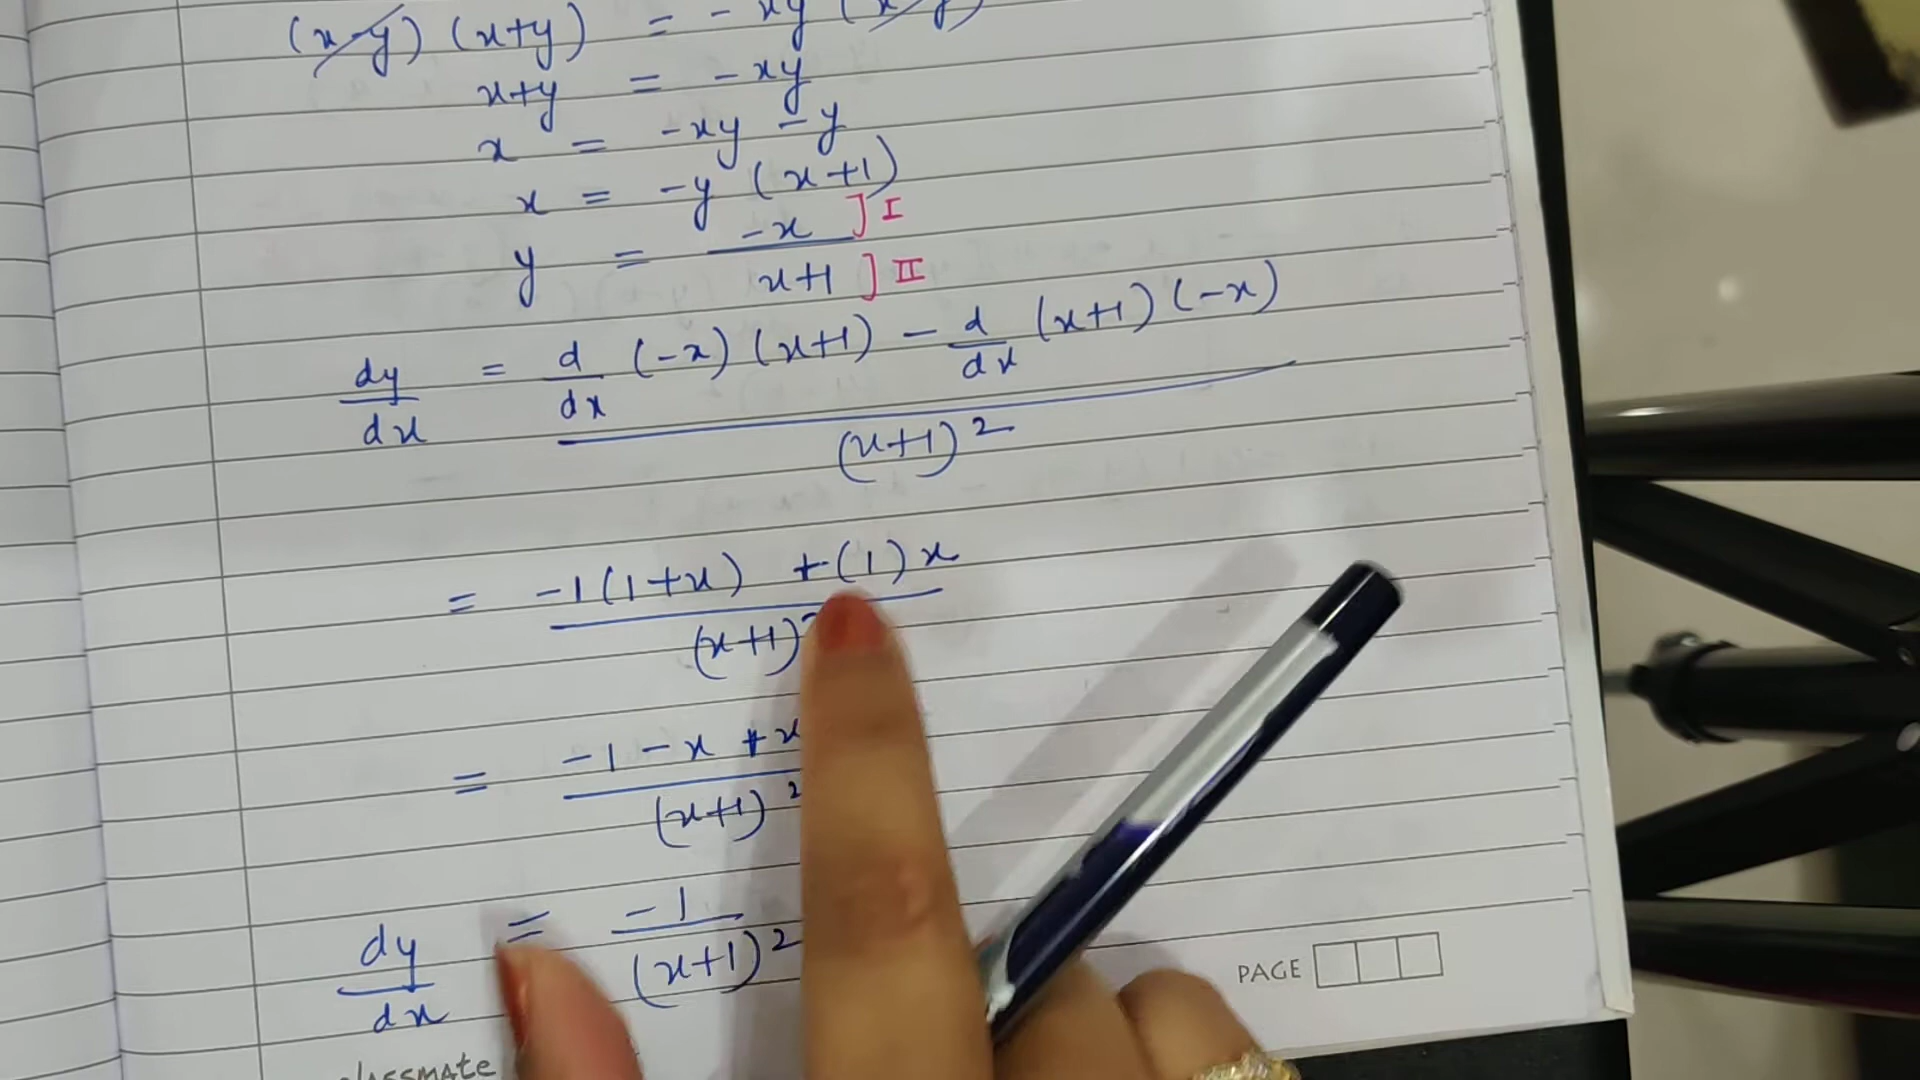 (x-y) (x+y) = - xy (x-y)
x+y = - xy
x = -xy - y
x = -y (x+1)
y = -x / x+1 ] I ] II
dy/dx = d/dx (-x) (x+1) - d/dx (x+1) (-x) / (x+1)²
= -1(1+x) +(1)x / (x+1)²
= -1 - x + x / (x+1)²
dy/dx = -1 / (x+1)²
PAGE
classmate